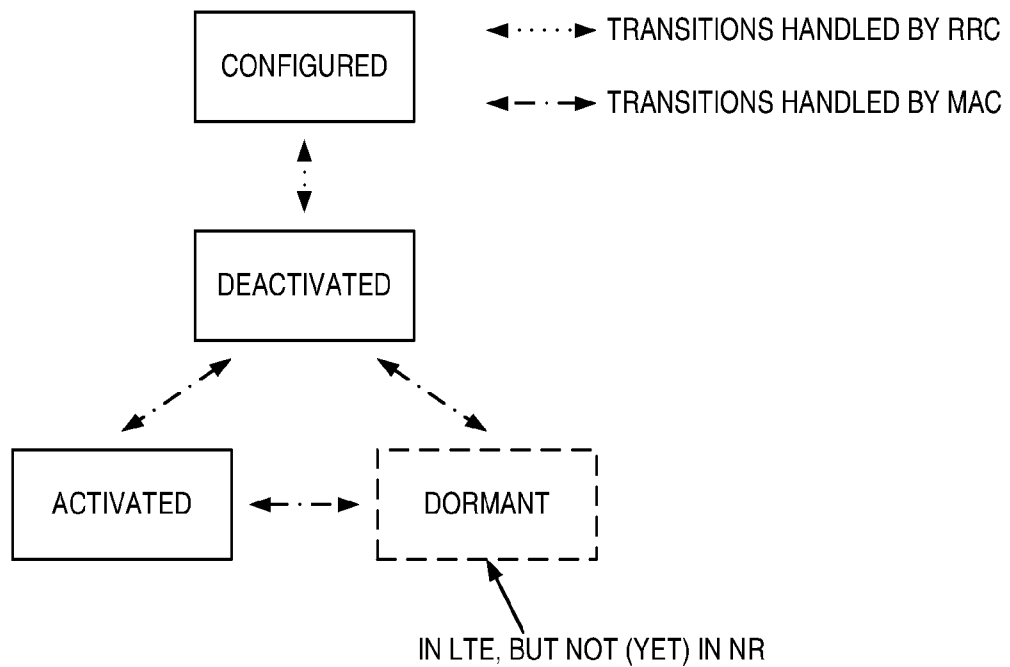 CONFIGURED
TRANSITIONS HANDLED BY RRC
TRANSITIONS HANDLED BY MAC
DEACTIVATED
ACTIVATED
DORMANT
IN LTE, BUT NOT (YET) IN NR